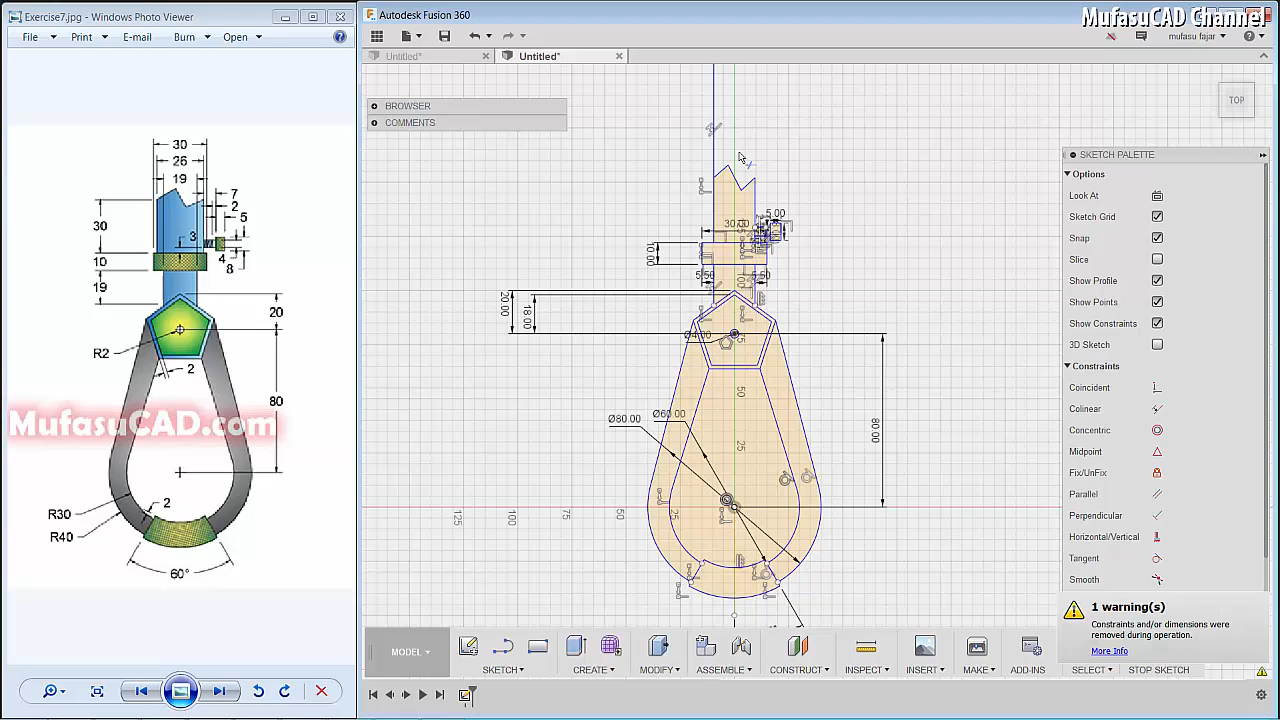 Exercise7.jpg - Windows Photo Viewer
File Print E-mail Burn Open
30
26
19
7
2
5
30
3
10
4
8
19
20
R2
2
80
MufasuCAD.com
2
R30
R40
60°
Autodesk Fusion 360
MufasuCAD Channel
mufasu fajar
Untitled*
Untitled*
BROWSER
COMMENTS
TOP
5.00
10.00
5.50
5.50
20.00
18.00
Ø4.00
50
Ø80.00
Ø60.00
80.00
25
125
100
75
50
25
SKETCH PALETTE
Options
Look At
Sketch Grid
Snap
Slice
Show Profile
Show Points
Show Constraints
3D Sketch
Constraints
Coincident
Colinear
Concentric
Midpoint
Fix/UnFix
Parallel
Perpendicular
Horizontal/Vertical
Tangent
Smooth
1 warning(s)
Constraints and/or dimensions were
removed during operation.
More Info
MODEL
SKETCH
CREATE
MODIFY
ASSEMBLE
CONSTRUCT
INSPECT
INSERT
MAKE
ADD-INS
SELECT
STOP SKETCH